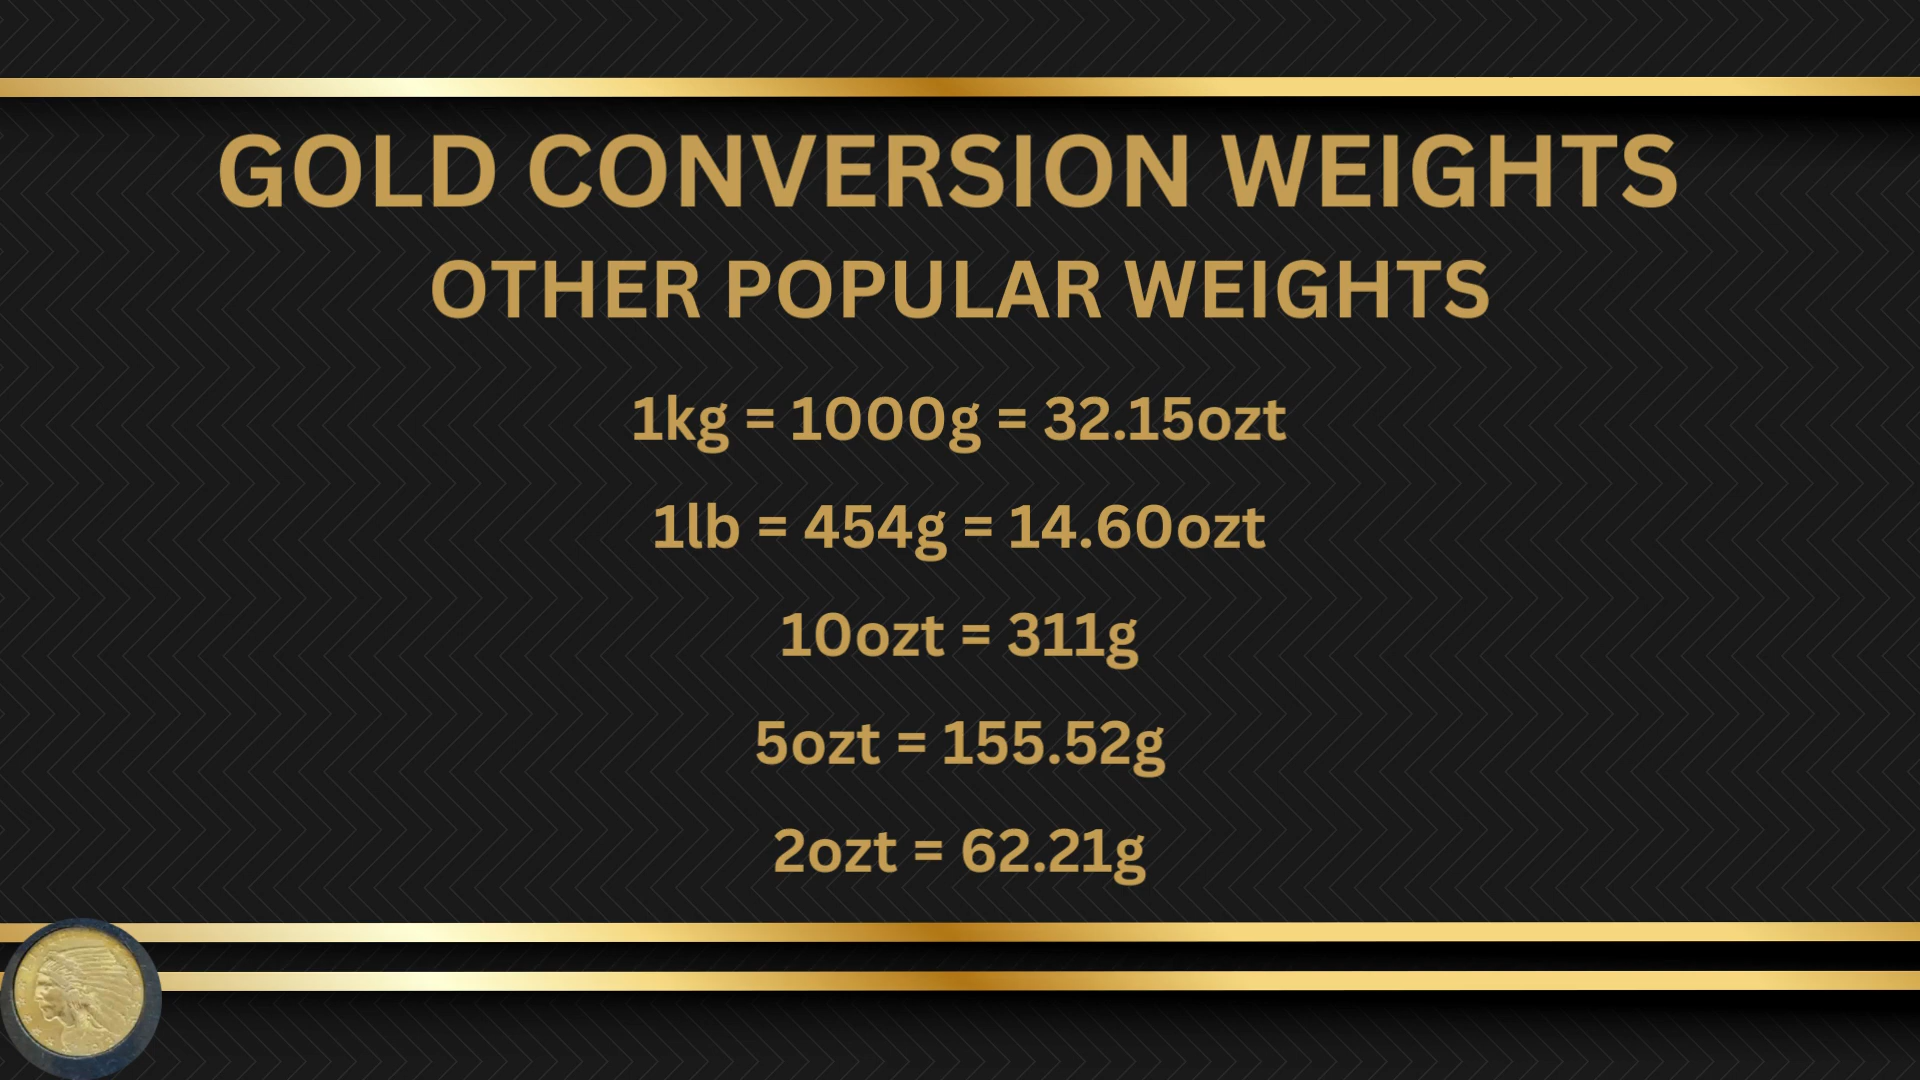 GOLD CONVERSION WEIGHTS
OTHER POPULAR WEIGHTS
1kg = 1000g = 32.15ozt
1lb = 454g = 14.60ozt
10ozt = 311g
5ozt = 155.52g
2ozt = 62.21g